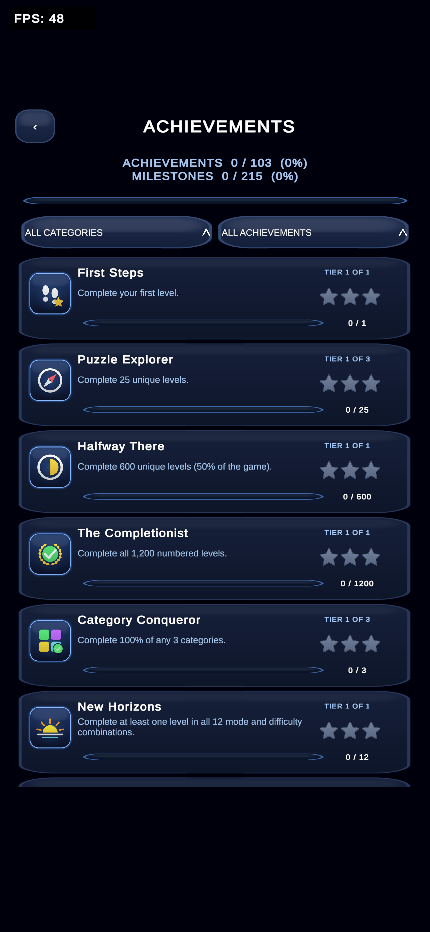 FPS: 48
‹
ACHIEVEMENTS
ACHIEVEMENTS 0 / 103 (0%)
MILESTONES 0 / 215 (0%)
ALL CATEGORIES
ALL ACHIEVEMENTS
First Steps
TIER 1 OF 1
Complete your first level.
0 / 1
Puzzle Explorer
TIER 1 OF 3
Complete 25 unique levels.
0 / 25
Halfway There
TIER 1 OF 1
Complete 600 unique levels (50% of the game).
0 / 600
The Completionist
TIER 1 OF 1
Complete all 1,200 numbered levels.
0 / 1200
Category Conqueror
TIER 1 OF 3
Complete 100% of any 3 categories.
0 / 3
New Horizons
TIER 1 OF 1
Complete at least one level in all 12 mode and difficulty
combinations.
0 / 12